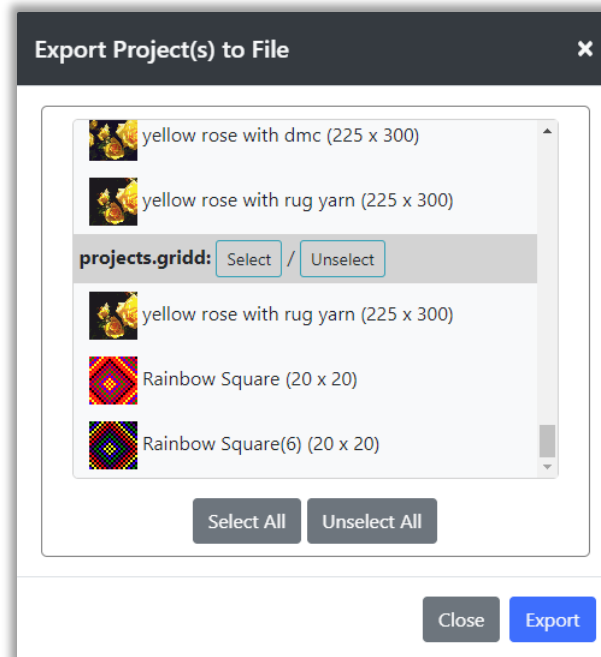 Export Project(s) to File ×
yellow rose with dmc (225 x 300)
yellow rose with rug yarn (225 x 300)
projects.gridd: Select / Unselect
yellow rose with rug yarn (225 x 300)
Rainbow Square (20 x 20)
Rainbow Square(6) (20 x 20)
Select All Unselect All
Close Export